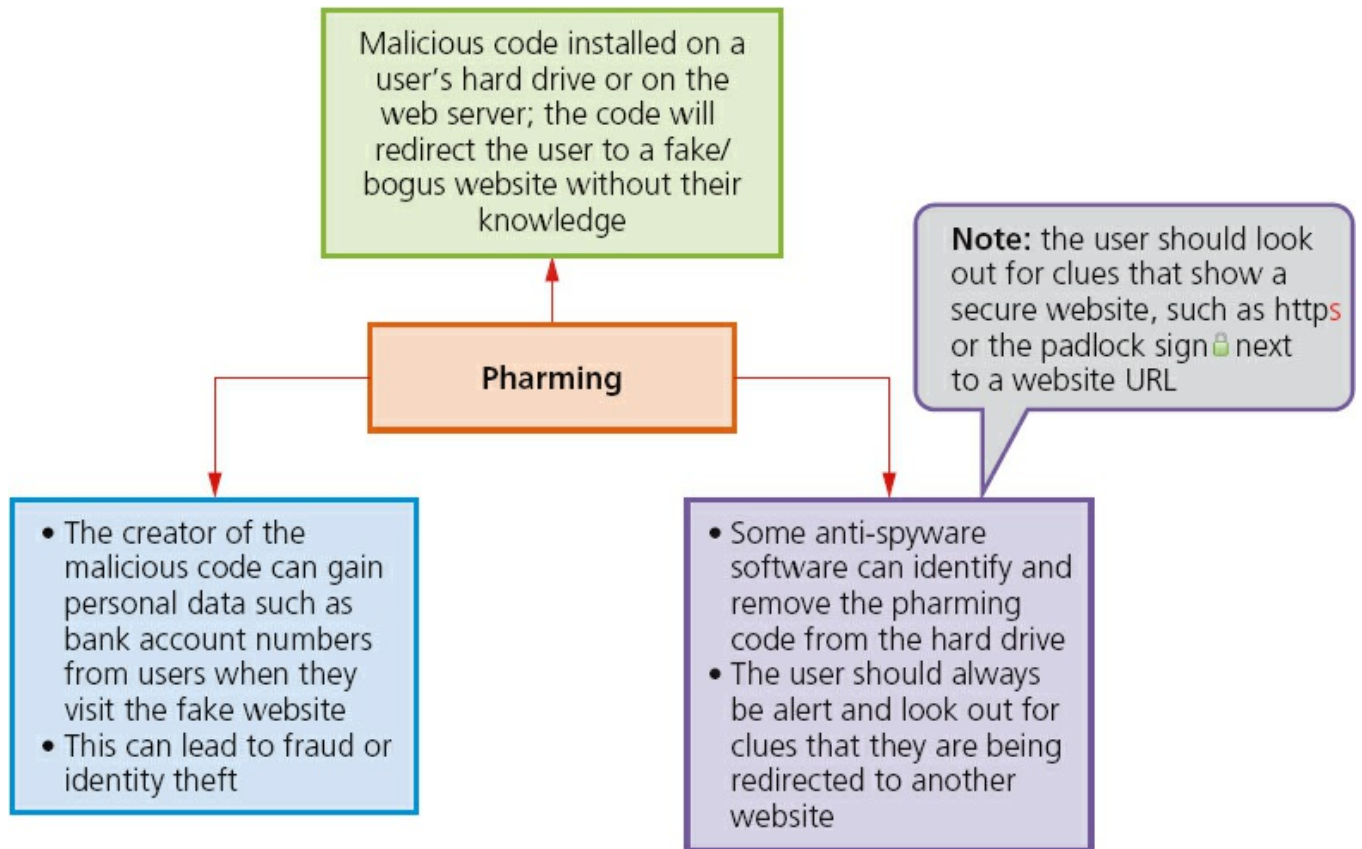 Malicious code installed on a
user's hard drive or on the
web server; the code will
redirect the user to a fake/
bogus website without their
knowledge
Note: the user should look
out for clues that show a
secure website, such as https
or the padlock sign next
to a website URL
Pharming
• The creator of the
malicious code can gain
personal data such as
bank account numbers
from users when they
visit the fake website
• This can lead to fraud or
identity theft
• Some anti-spyware
software can identify and
remove the pharming
code from the hard drive
• The user should always
be alert and look out for
clues that they are being
redirected to another
website